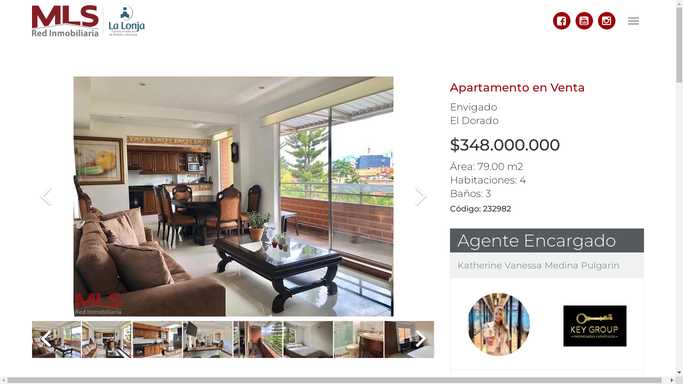 MLS
Red Inmobiliaria
La Lonja
Apartamento en Venta
Envigado
El Dorado
$348.000.000
Área: 79.00 m2
Habitaciones: 4
Baños: 3
Código: 232982
Agente Encargado
Katherine Vanessa Medina Pulgarin
KEY GROUP
MLS
Red Inmobiliaria